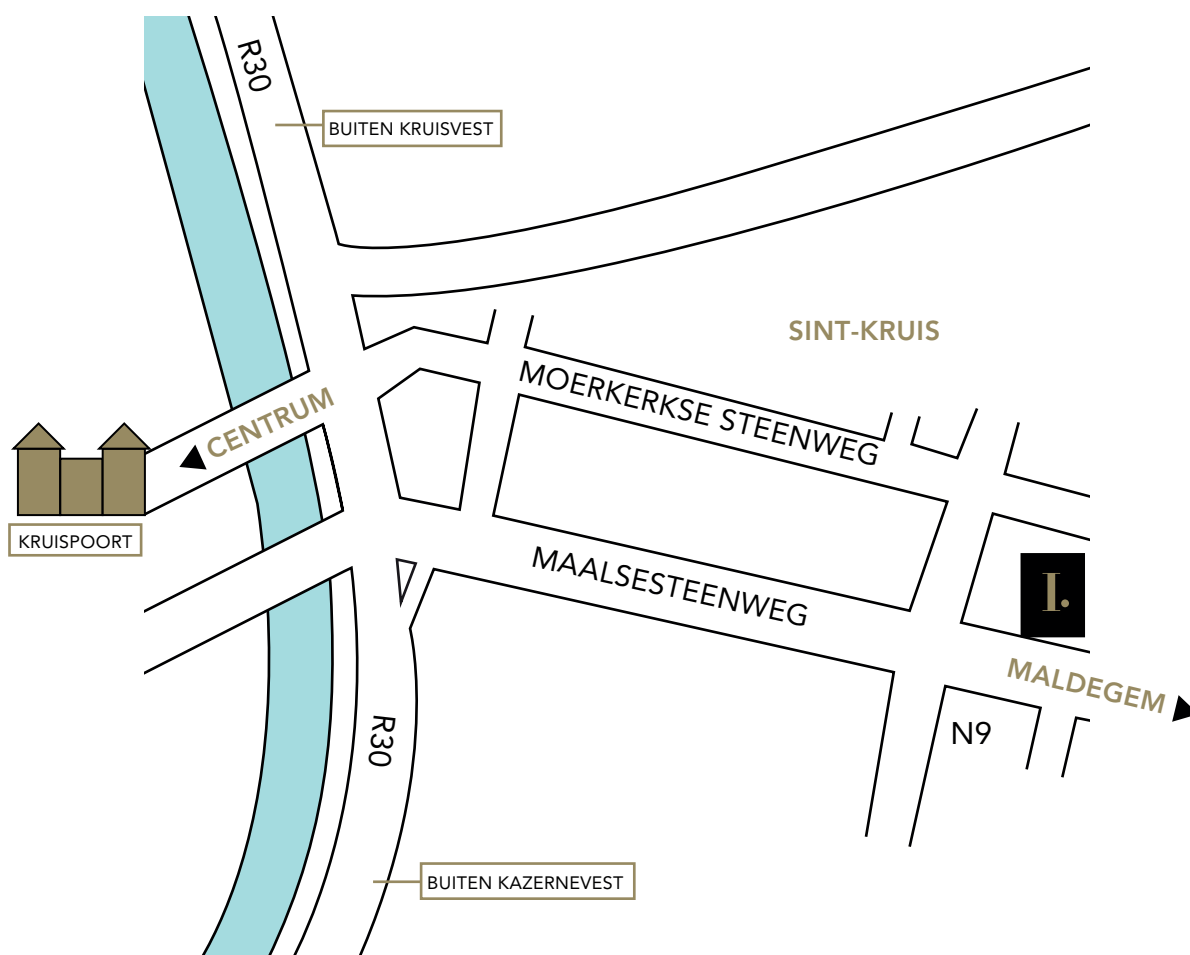 R30
BUITEN KRUISVEST
SINT-KRUIS
MOERKERKSE STEENWEG
CENTRUM
KRUISPOORT
MAALSESTEENWEG
I.
MALDEGEM
R30
N9
BUITEN KAZERNEVEST